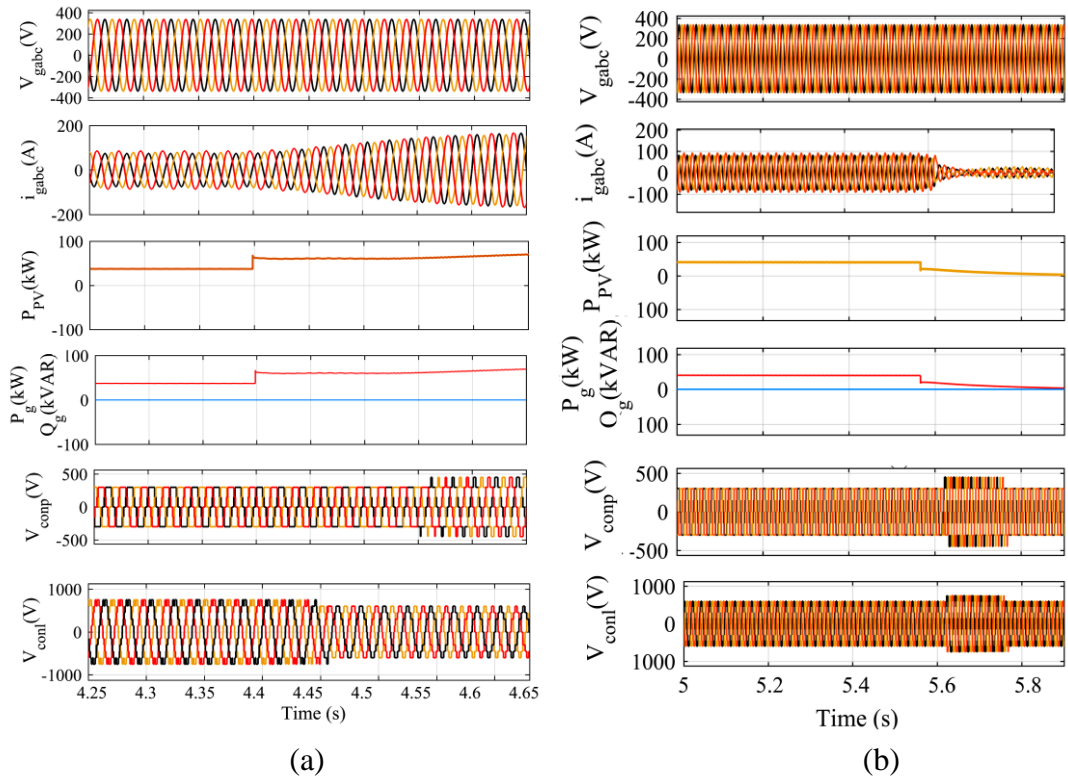 400
200
0
-200
-400
V_gabc(V)
200
0
-200
i_gabc(A)
100
0
-100
P_PV(kW)
100
0
-100
P_g(kW)
Q_g(kVAR)
500
0
-500
V_conp(V)
1000
0
-1000
V_conl(V)
4.25 4.3 4.35 4.4 4.45 4.5 4.55 4.6 4.65
Time (s)
(a)
400
200
0
-200
-400
V_gabc(V)
200
100
0
-100
i_gabc(A)
100
0
100
P_PV(kW)
100
0
100
P_g(kW)
O_g(kVAR)
500
0
-500
V_conp(V)
1000
0
1000
V_conl(V)
5 5.2 5.4 5.6 5.8
Time (s)
(b)